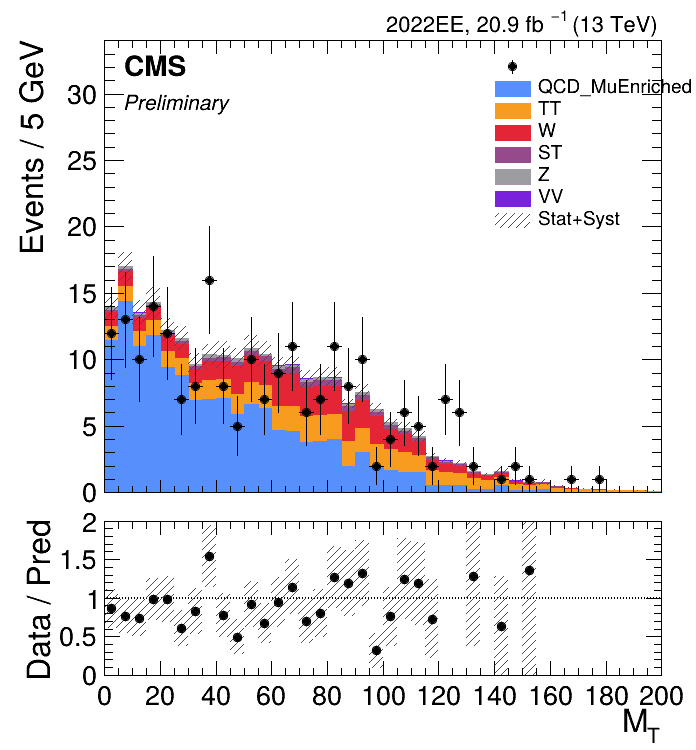 2022EE, 20.9 fb⁻¹ (13 TeV)
CMS
Preliminary
QCD_MuEnriched
TT
W
ST
Z
VV
Stat+Syst
Events / 5 GeV
30
25
20
15
10
5
0
Data / Pred
2
1.5
1
0.5
0
0 20 40 60 80 100 120 140 160 180 200
M_T